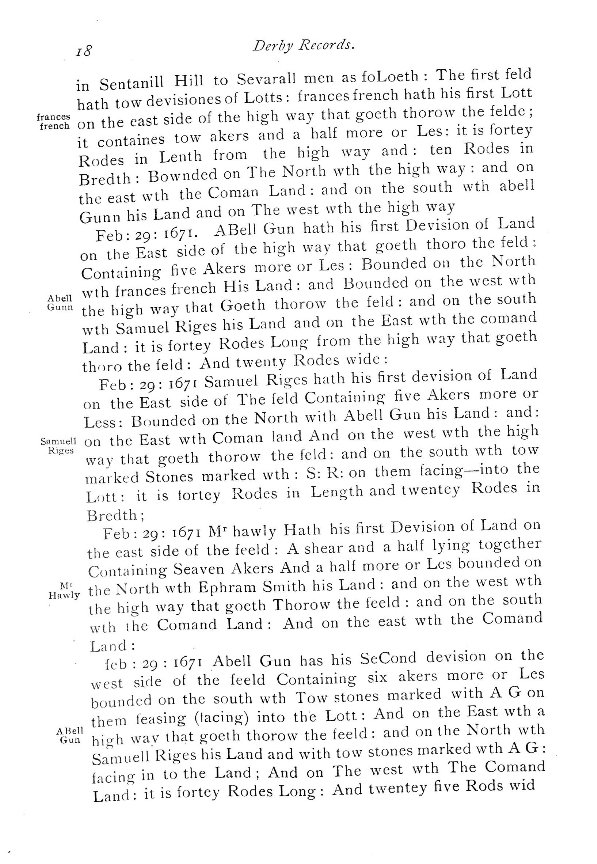 18
Derby Records.
in Sentanill Hill to Sevarall men as foLoeth : The first feld
hath tow devisiones of Lotts : frances french hath his first Lott
frances
french
on the east side of the high way that goeth thorow the felde ;
it containes tow akers and a half more or Les : it is fortey
Rodes in Lenth from the high way and : ten Rodes in
Bredth : Bownded on The North wth the high way : and on
the east wth the Coman Land : and on the south wth abell
Gunn his Land and on The west wth the high way
Feb : 29 : 1671. ABell Gun hath his first Devision of Land
on the East side of the high way that goeth thoro the feld :
Containing five Akers more or Les : Bounded on the North
Abell
Gunn
wth frances french His Land : and Bounded on the west wth
the high way that Goeth thorow the feld : and on the south
wth Samuel Riges his Land and on the East wth the comand
Land : it is fortey Rodes Long from the high way that goeth
thoro the feld : And twenty Rodes wide :
Feb : 29 : 1671 Samuel Riges hath his first devision of Land
on the East side of The feld Containing five Akers more or
Less : Bounded on the North with Abell Gun his Land : and :
Samuell
Riges
on the East wth Coman land And on the west wth the high
way that goeth thorow the feld : and on the south wth tow
marked Stones marked wth : S : R : on them facing—into the
Lott : it is fortey Rodes in Length and twentey Rodes in
Bredth ;
Feb : 29 : 1671 Mr hawly Hath his first Devision of Land on
the east side of the feeld : A shear and a half lying together
Containing Seaven Akers And a half more or Les bounded on
Mr
Hawly
the North wth Ephram Smith his Land : and on the west wth
the high way that goeth Thorow the feeld : and on the south
wth the Comand Land : And on the east wth the Comand
Land :
feb : 29 : 1671 Abell Gun has his SeCond devision on the
west side of the feeld Containing six akers more or Les
bounded on the south wth Tow stones marked with A G on
them feasing (facing) into the Lott : And on the East wth a
ABell
Gun
high way that goeth thorow the feeld : and on the North wth
Samuell Riges his Land and with tow stones marked wth A G :
facing in to the Land ; And on The west wth The Comand
Land : it is fortey Rodes Long : And twentey five Rods wid